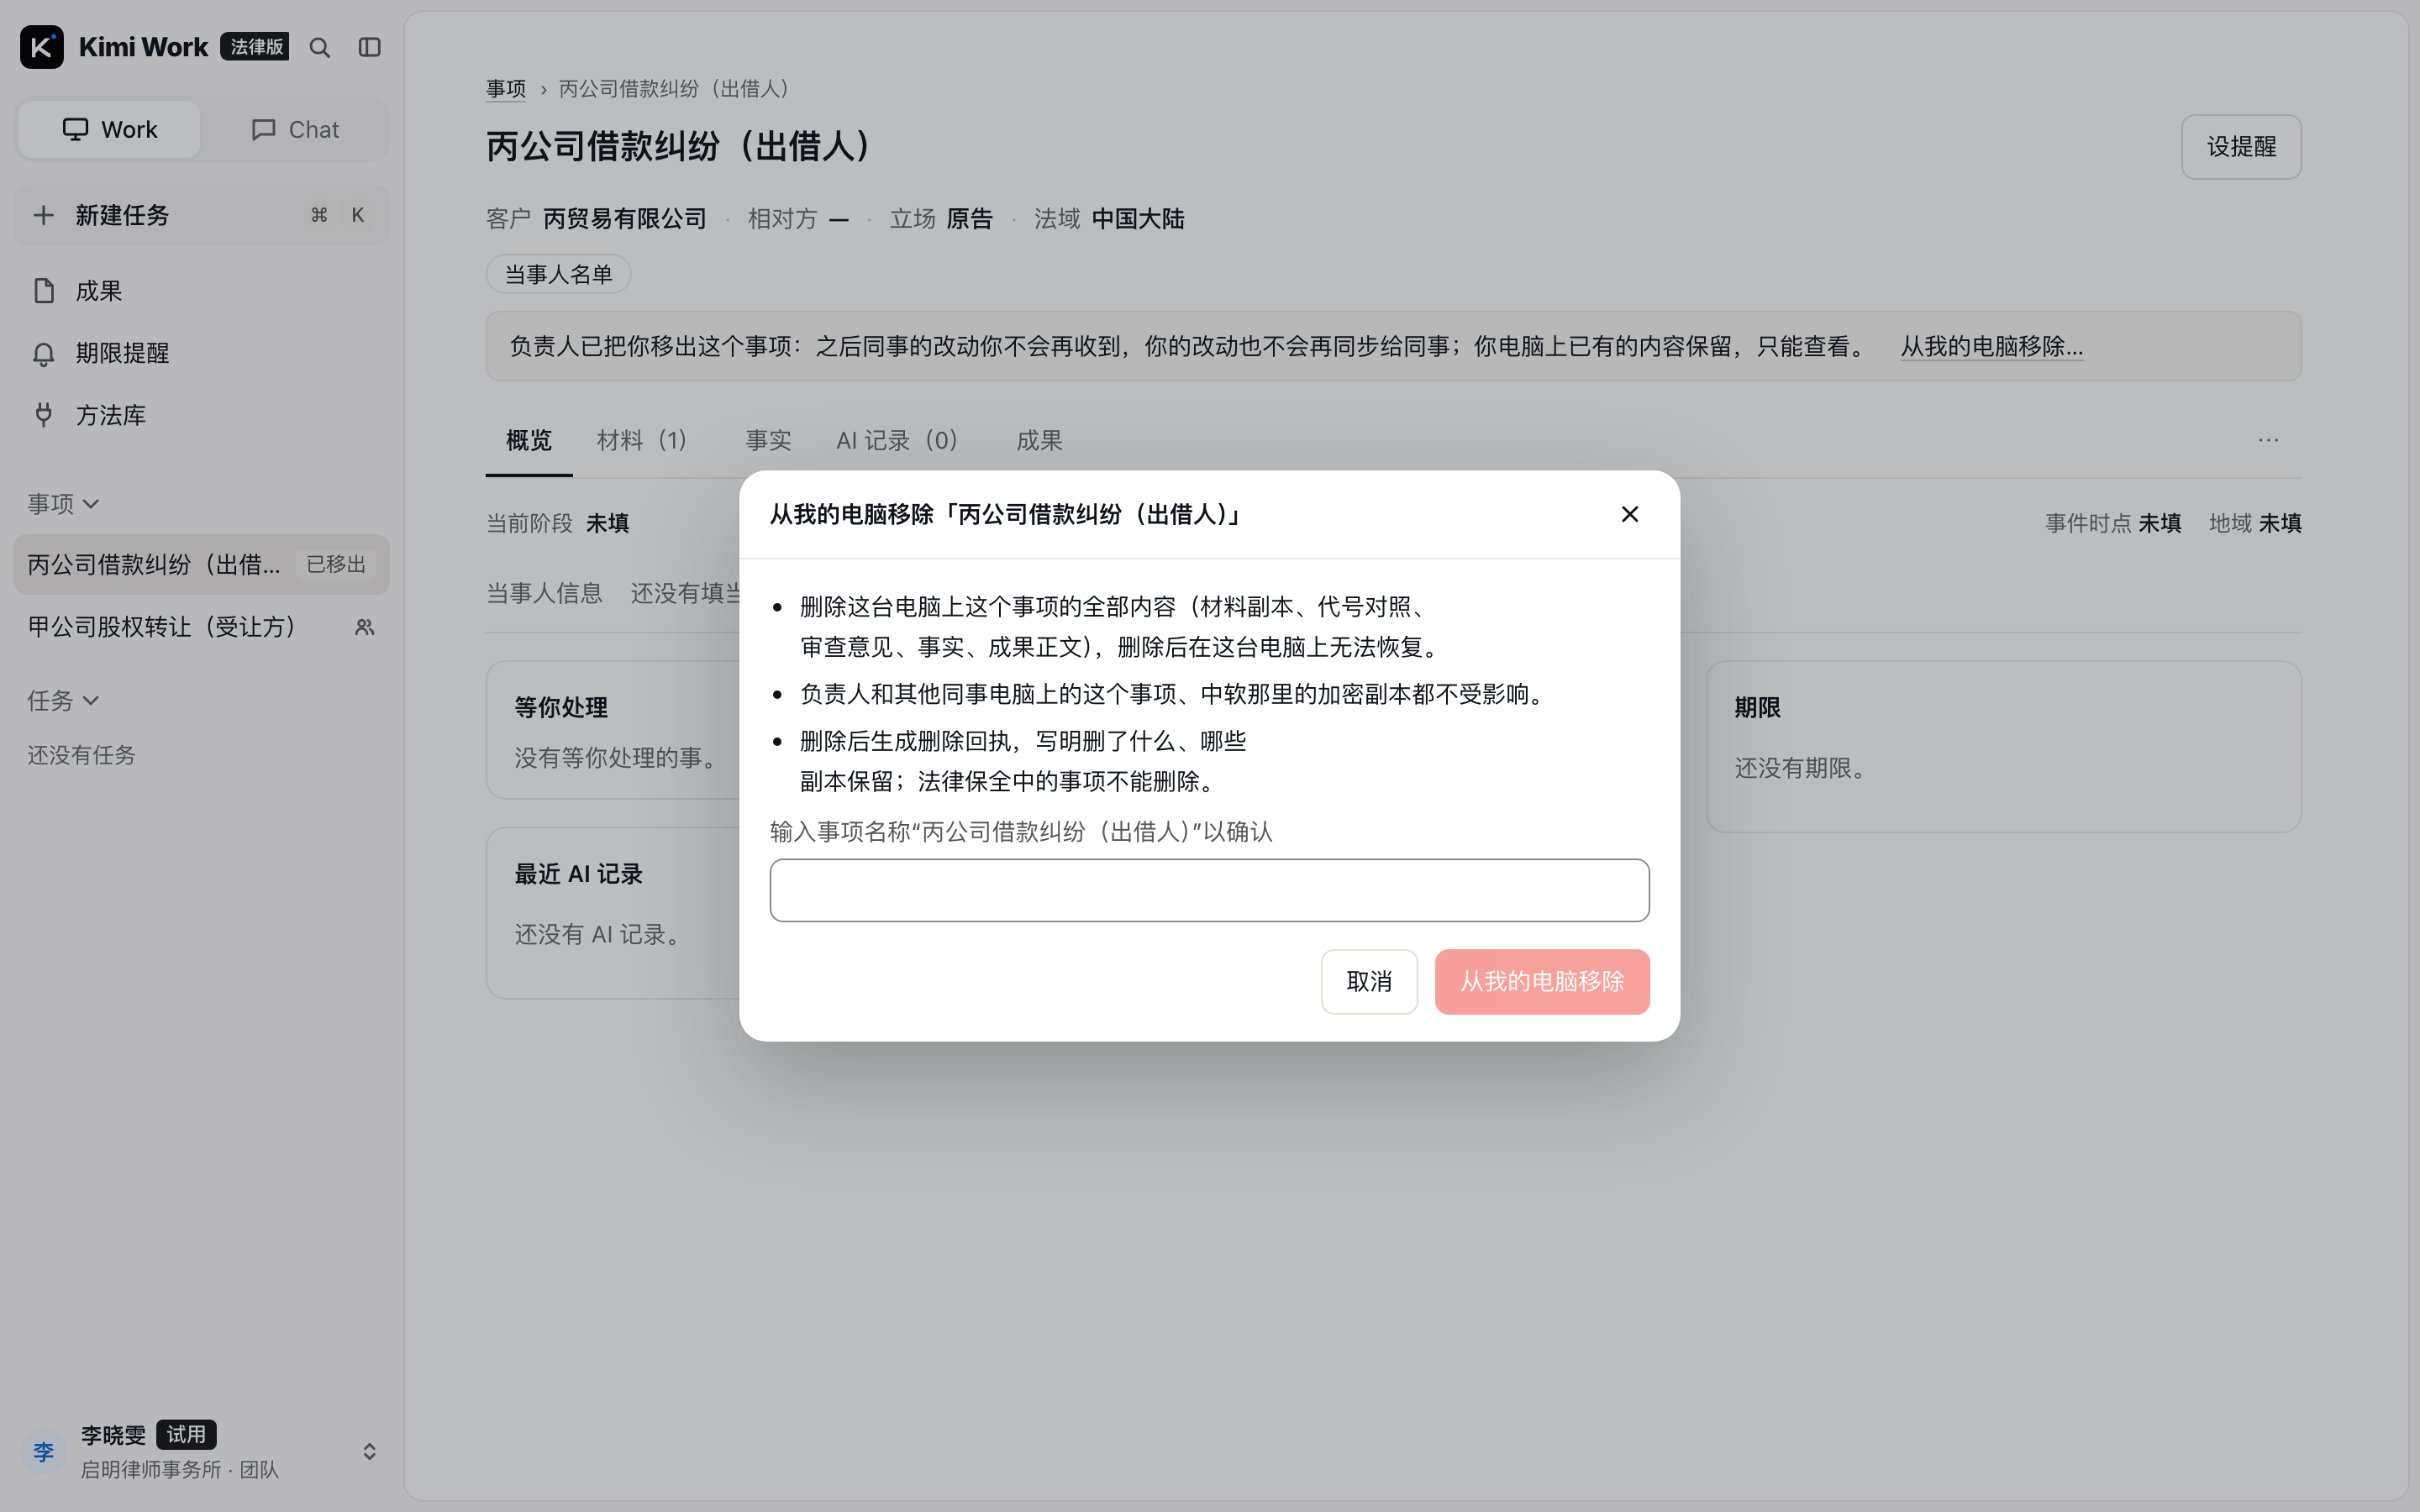 Kimi Work 法律版
Work
Chat
新建任务 ⌘ K
成果
期限提醒
方法库
事项
丙公司借款纠纷（出借... 已移出
甲公司股权转让（受让方）
任务
还没有任务
李 李晓雯 试用
启明律师事务所 · 团队
事项 › 丙公司借款纠纷（出借人）
丙公司借款纠纷（出借人）
设提醒
客户 丙贸易有限公司 · 相对方 — · 立场 原告 · 法域 中国大陆
当事人名单
负责人已把你移出这个事项：之后同事的改动你不会再收到，你的改动也不会再同步给同事；你电脑上已有的内容保留，只能查看。 从我的电脑移除...
概览 材料（1） 事实 AI 记录（0） 成果 ...
当前阶段 未填
事件时点 未填 地域 未填
当事人信息 还没有填当
等你处理
没有等你处理的事。
最近 AI 记录
还没有 AI 记录。
期限
还没有期限。
从我的电脑移除「丙公司借款纠纷（出借人）」
• 删除这台电脑上这个事项的全部内容（材料副本、代号对照、
审查意见、事实、成果正文），删除后在这台电脑上无法恢复。
• 负责人和其他同事电脑上的这个事项、中软那里的加密副本都不受影响。
• 删除后生成删除回执，写明删了什么、哪些
副本保留；法律保全中的事项不能删除。
输入事项名称“丙公司借款纠纷（出借人）”以确认
取消
从我的电脑移除